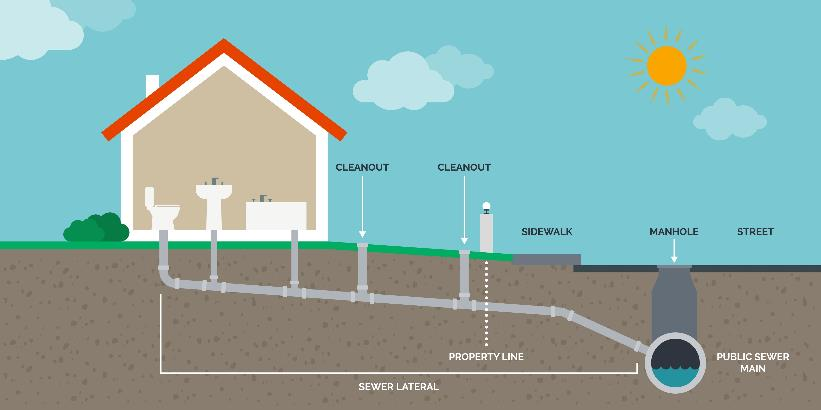 CLEANOUT
CLEANOUT
SIDEWALK
MANHOLE
STREET
PROPERTY LINE
PUBLIC SEWER
MAIN
SEWER LATERAL